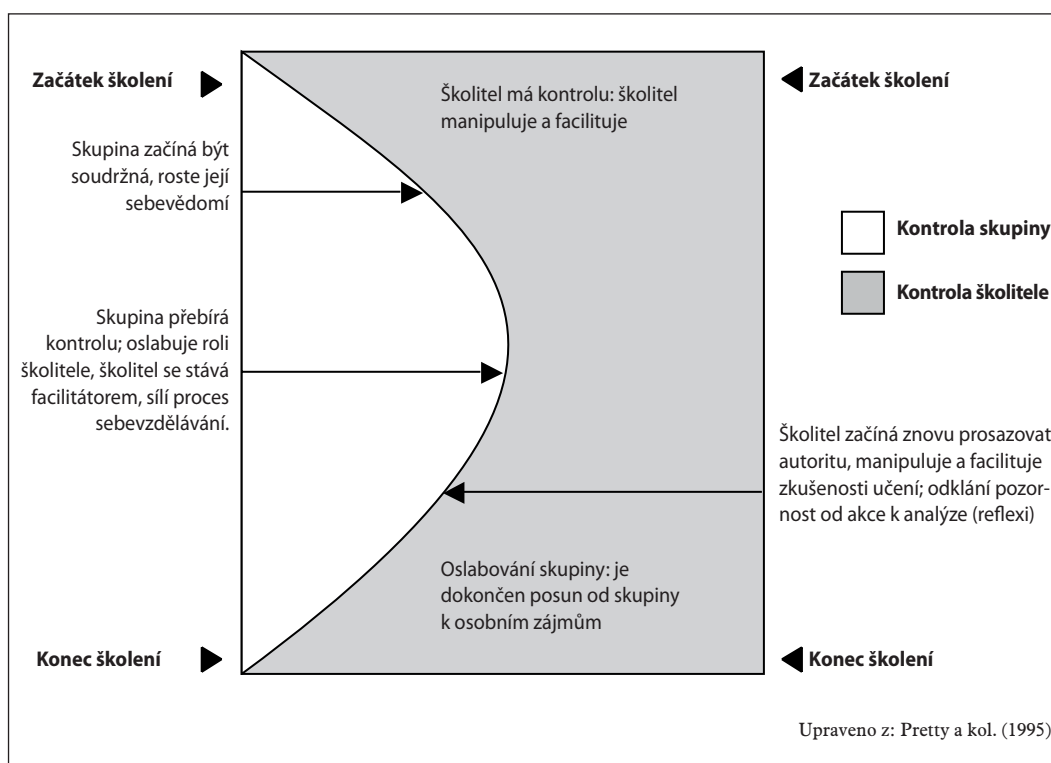 Začátek školení
Začátek školení
Školitel má kontrolu: školitel
manipuluje a facilituje
Skupina začíná být
soudržná, roste její
sebevědomí
Kontrola skupiny
Kontrola školitele
Skupina přebírá
kontrolu; oslabuje roli
školitele, školitel se stává
facilitátorem, sílí proces
sebevzdělávání.
Školitel začíná znovu prosazovat
autoritu, manipuluje a facilituje
zkušenosti učení; odklání pozor-
nost od akce k analýze (reflexi)
Oslabování skupiny: je
dokončen posun od skupiny
k osobním zájmům
Konec školení
Konec školení
Upraveno z: Pretty a kol. (1995)